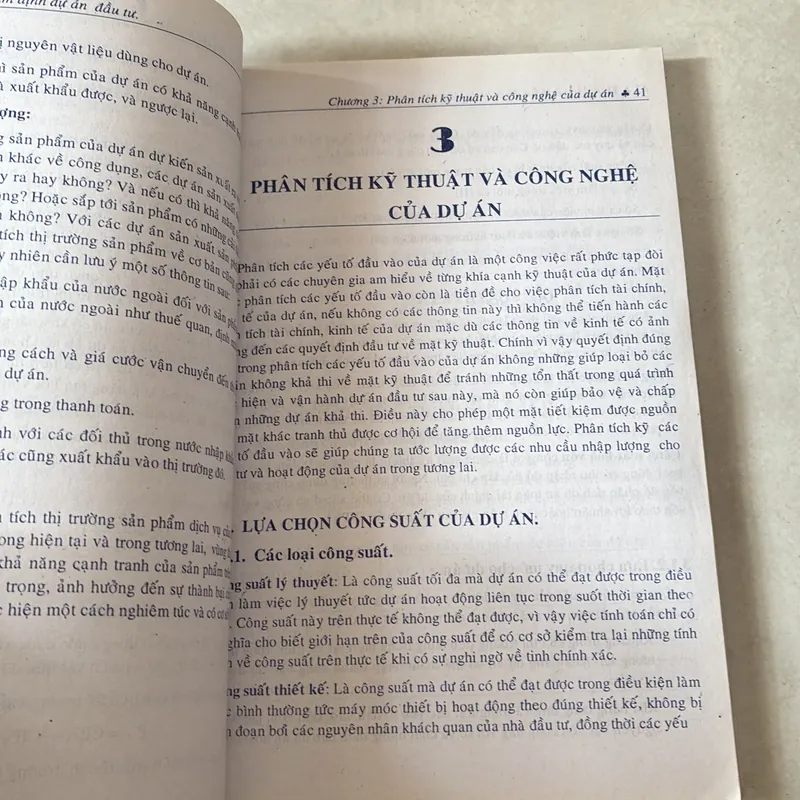 định dự án đầu tư.
nguyên vật liệu dùng cho dự án.
sản phẩm của dự án có khả năng cạnh
xuất khẩu được, và ngược lại.
ợng:
sản phẩm của dự án dự kiến sản xuất
khác về công dụng, các dự án sản xuất
ra hay không? Và nếu có thì khả năng
Hoặc sắp tới sản phẩm có những
không? Với các dự án sản xuất sản
tích thị trường sản phẩm về cơ bản cũng
nhiên cần lưu ý một số thông tin sau:
khẩu của nước ngoài đối với sản
của nước ngoài như thuế quan, định
cách và giá cước vận chuyển đến
dự án.
trong thanh toán.
với các đối thủ trong nước nhập
cũng xuất khẩu vào thị trường đó.
tích thị trường sản phẩm dịch vụ
hiện tại và trong tương lai, vùng
khả năng cạnh tranh của sản phẩm
trọng, ảnh hưởng đến sự thành bại
hiện một cách nghiêm túc và có cơ
Chương 3: Phân tích kỹ thuật và công nghệ của dự án ♣ 41
3
PHÂN TÍCH KỸ THUẬT VÀ CÔNG NGHỆ
CỦA DỰ ÁN
Phân tích các yếu tố đầu vào của dự án là một công việc rất phức tạp đòi
phải có các chuyên gia am hiểu về từng khía cạnh kỹ thuật của dự án. Mặt
phân tích các yếu tố đầu vào còn là tiền đề cho việc phân tích tài chính,
tế của dự án, nếu không có các thông tin này thì không thể tiến hành các
tích tài chính, kinh tế của dự án mặc dù các thông tin về kinh tế có ảnh
đến các quyết định đầu tư về mặt kỹ thuật. Chính vì vậy quyết định đúng
trong phân tích các yếu tố đầu vào của dự án không những giúp loại bỏ các
không khả thi về mặt kỹ thuật để tránh những tổn thất trong quá trình
hiện và vận hành dự án đầu tư sau này, mà nó còn giúp bảo vệ và chấp
những dự án khả thi. Điều này cho phép một mặt tiết kiệm được nguồn
mặt khác tranh thủ được cơ hội để tăng thêm nguồn lực. Phân tích kỹ các
tố đầu vào sẽ giúp chúng ta ước lượng được các nhu cầu nhập lượng cho
tư và hoạt động của dự án trong tương lai.
LỰA CHỌN CÔNG SUẤT CỦA DỰ ÁN.
.1. Các loại công suất.
suất lý thuyết: Là công suất tối đa mà dự án có thể đạt được trong điều
làm việc lý thuyết tức dự án hoạt động liên tục trong suốt thời gian theo
Công suất này trên thực tế không thể đạt được, vì vậy việc tính toán chỉ có
nghĩa cho biết giới hạn trên của công suất để có cơ sở kiểm tra lại những tính
về công suất trên thực tế khi có sự nghi ngờ về tình chính xác.
suất thiết kế: Là công suất mà dự án có thể đạt được trong điều kiện làm
bình thường tức máy móc thiết bị hoạt động theo đúng thiết kế, không bị
đoạn bởi các nguyên nhân khách quan của nhà đầu tư, đồng thời các yếu